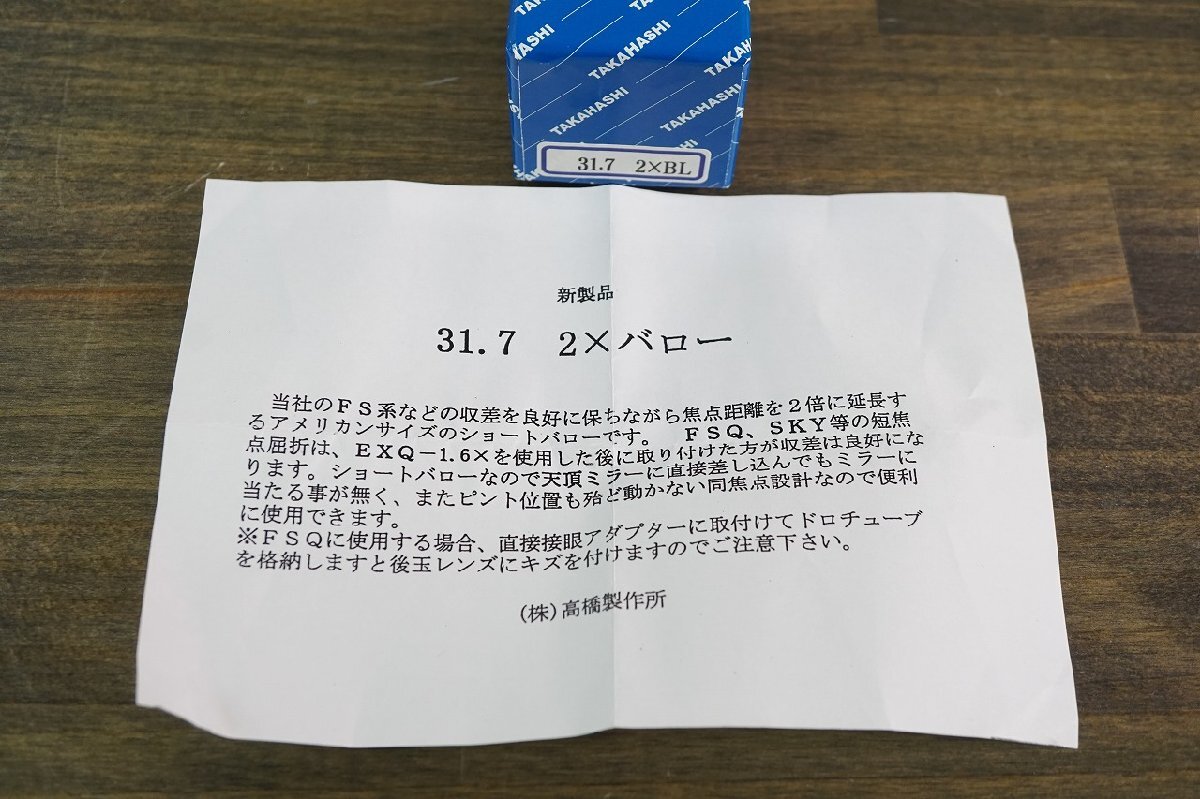 TAKAHASHI
TAKAHASHI
TAKAHASHI
TAKAHASHI
TAKAHASHI
31.7 2×BL
新製品
31.7 2×バロー
当社のFS系などの収差を良好に保ちながら焦点距離を2倍に延長す
るアメリカンサイズのショートバローです。 FSQ、SKY等の短焦
点屈折は、EXQ-1.6×を使用した後に取り付けた方が収差は良好にな
ります。ショートバローなので天頂ミラーに直接差し込んでもミラーに
当たる事が無く、またピント位置も殆ど動かない同焦点設計なので便利
に使用できます。
※FSQに使用する場合、直接接眼アダプターに取付けてドロチューブ
を格納しますと後玉レンズにキズを付けますのでご注意下さい。
(株)高橋製作所